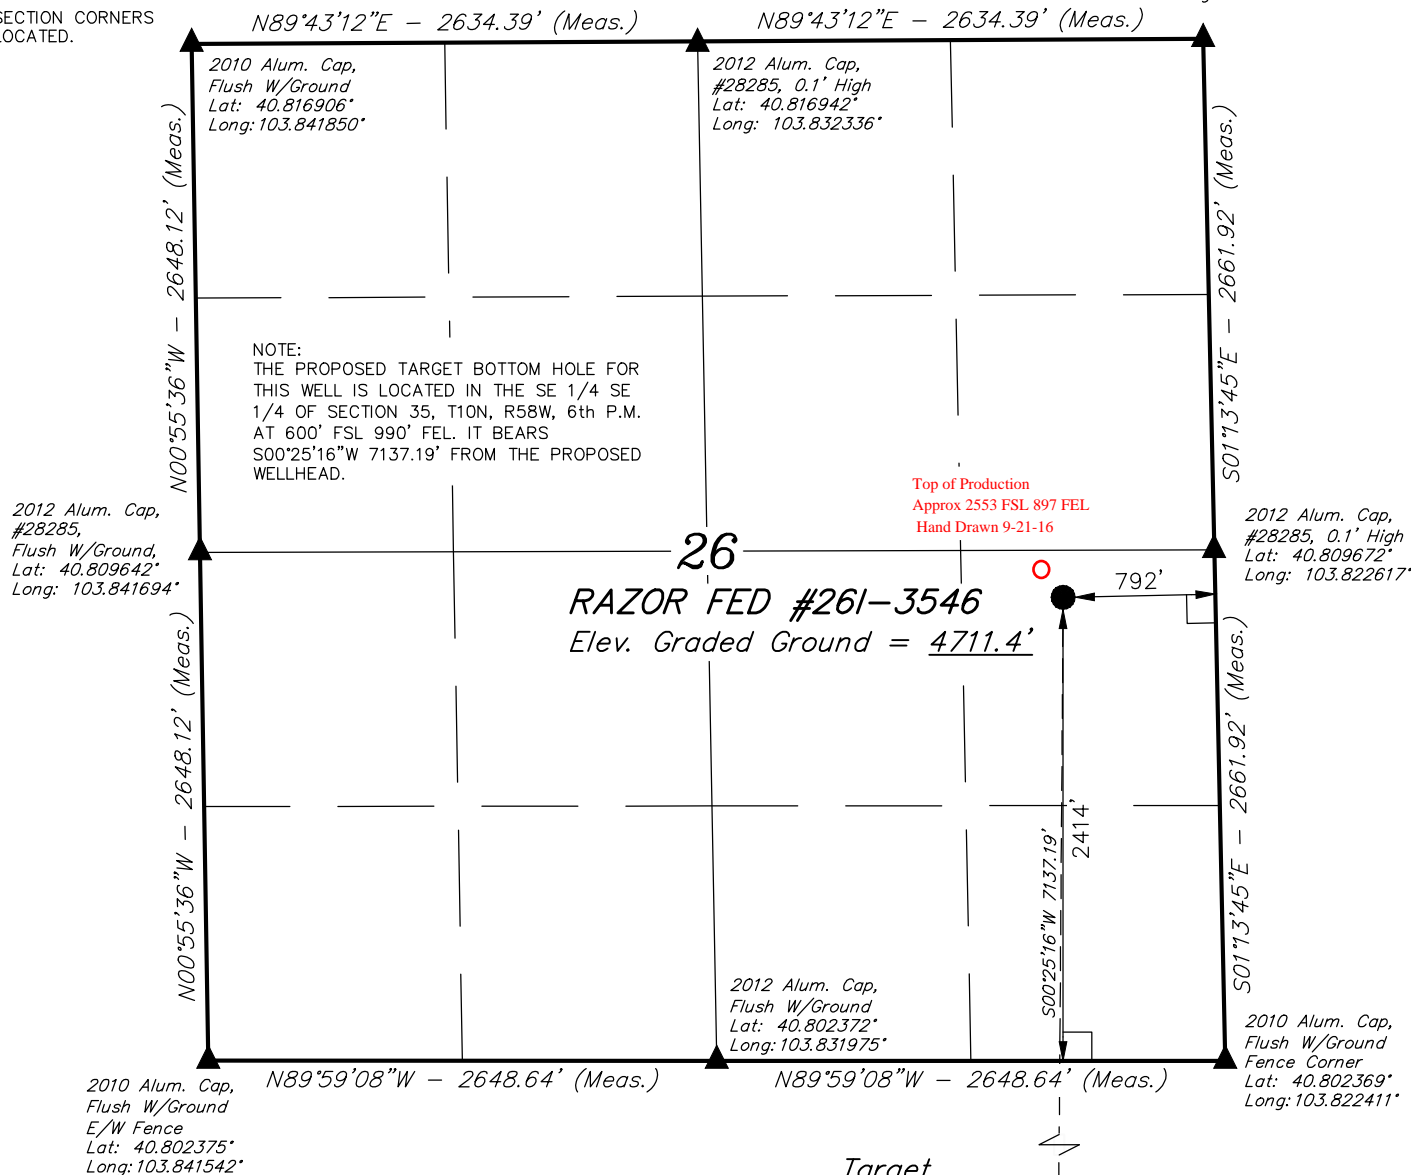 SECTION CORNERS
LOCATED.
N89°43'12"E - 2634.39' (Meas.)
N89°43'12"E - 2634.39' (Meas.)
2010 Alum. Cap,
Flush W/Ground
Lat: 40.816906°
Long: 103.841850°
2012 Alum. Cap,
#28285, 0.1' High
Lat: 40.816942°
Long: 103.832336°
N00°55'36"W - 2648.12' (Meas.)
S01°13'45"E - 2661.92' (Meas.)
NOTE:
THE PROPOSED TARGET BOTTOM HOLE FOR
THIS WELL IS LOCATED IN THE SE 1/4 SE
1/4 OF SECTION 35, T10N, R58W, 6th P.M.
AT 600' FSL 990' FEL. IT BEARS
S00°25'16"W 7137.19' FROM THE PROPOSED
WELLHEAD.
Top of Production
Approx 2553 FSL 897 FEL
Hand Drawn 9-21-16
2012 Alum. Cap,
#28285,
Flush W/Ground,
Lat: 40.809642°
Long: 103.841694°
2012 Alum. Cap,
#28285, 0.1' High
Lat: 40.809672°
Long: 103.822617°
26
792'
RAZOR FED #26I-3546
Elev. Graded Ground = 4711.4'
N00°55'36"W - 2648.12' (Meas.)
S00°25'16"W 7137.19'
2414'
S01°13'45"E - 2661.92' (Meas.)
2012 Alum. Cap,
Flush W/Ground
Lat: 40.802372°
Long: 103.831975°
2010 Alum. Cap,
Flush W/Ground
Fence Corner
Lat: 40.802369°
Long: 103.822411°
N89°59'08"W - 2648.64' (Meas.)
N89°59'08"W - 2648.64' (Meas.)
2010 Alum. Cap,
Flush W/Ground
E/W Fence
Lat: 40.802375°
Long: 103.841542°
Target